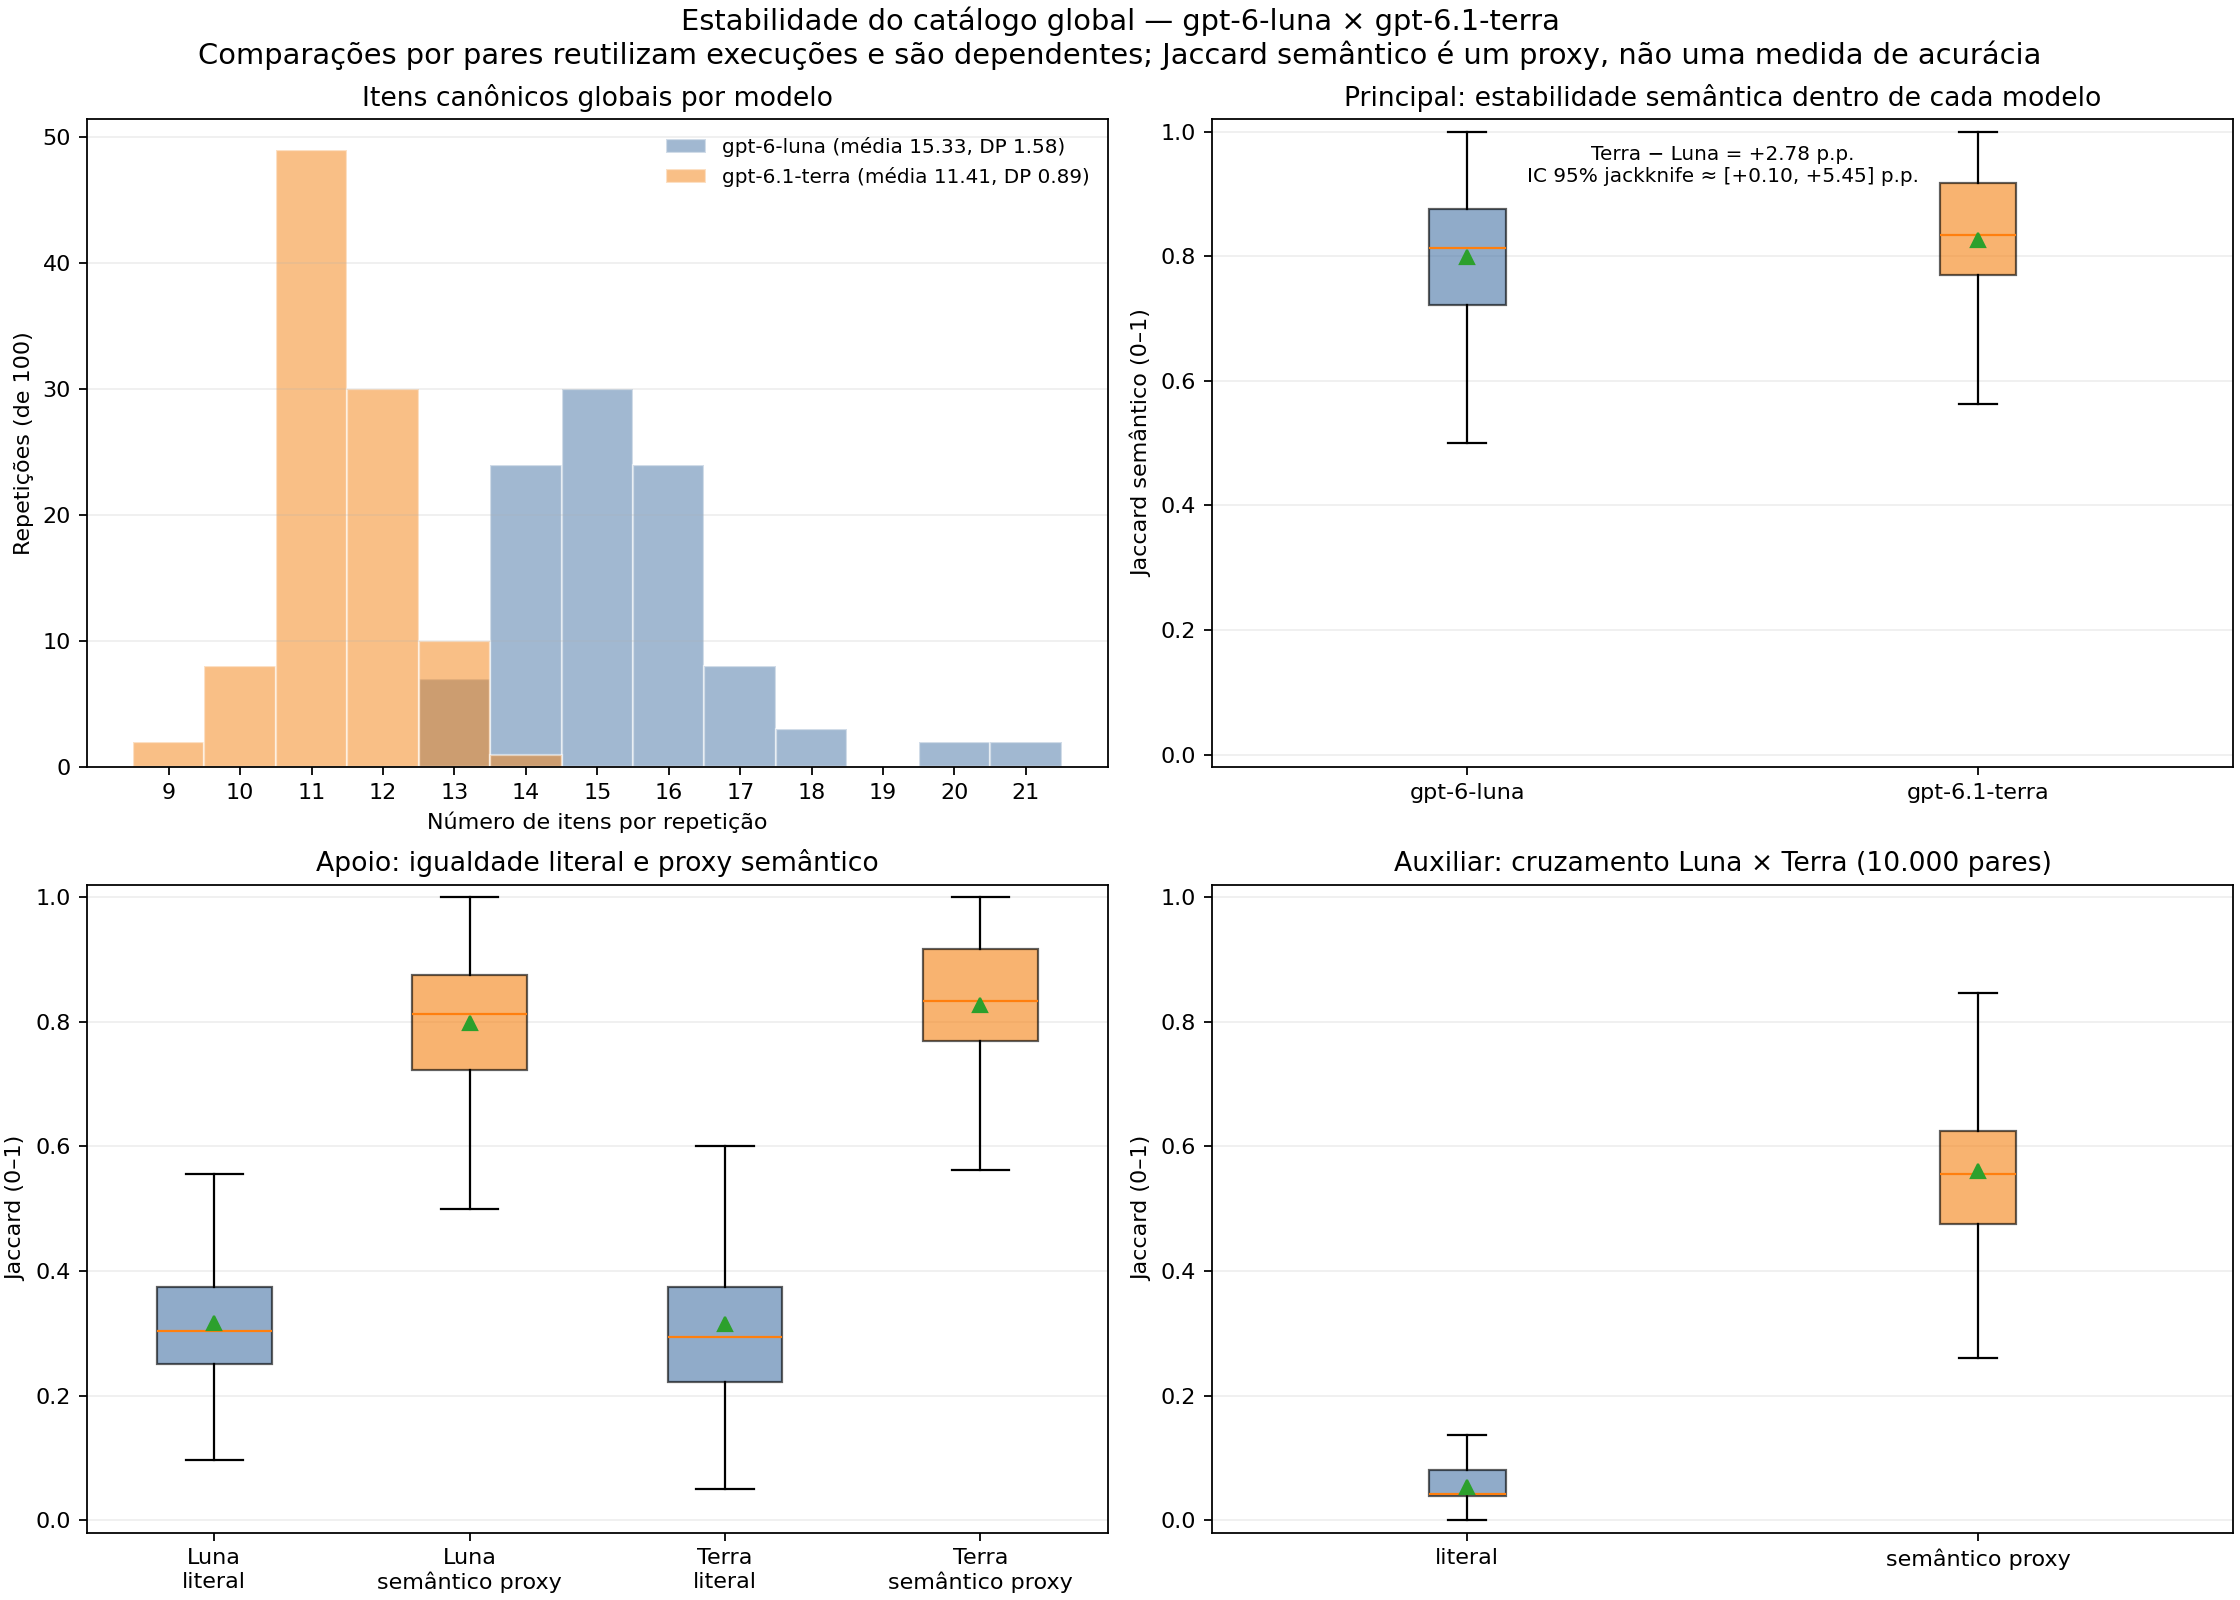 Estabilidade do catálogo global — gpt-6-luna × gpt-6.1-terra
Comparações por pares reutilizam execuções e são dependentes; Jaccard semântico é um proxy, não uma medida de acurácia
Itens canônicos globais por modelo
gpt-6-luna (média 15.33, DP 1.58)
gpt-6.1-terra (média 11.41, DP 0.89)
Repetições (de 100)
50
40
30
20
10
0
9 10 11 12 13 14 15 16 17 18 19 20 21
Número de itens por repetição
Principal: estabilidade semântica dentro de cada modelo
Terra − Luna = +2.78 p.p.
IC 95% jackknife ≈ [+0.10, +5.45] p.p.
Jaccard semântico (0–1)
1.0
0.8
0.6
0.4
0.2
0.0
gpt-6-luna gpt-6.1-terra
Apoio: igualdade literal e proxy semântico
Jaccard (0–1)
1.0
0.8
0.6
0.4
0.2
0.0
Luna
literal
Luna
semântico proxy
Terra
literal
Terra
semântico proxy
Auxiliar: cruzamento Luna × Terra (10.000 pares)
Jaccard (0–1)
1.0
0.8
0.6
0.4
0.2
0.0
literal semântico proxy